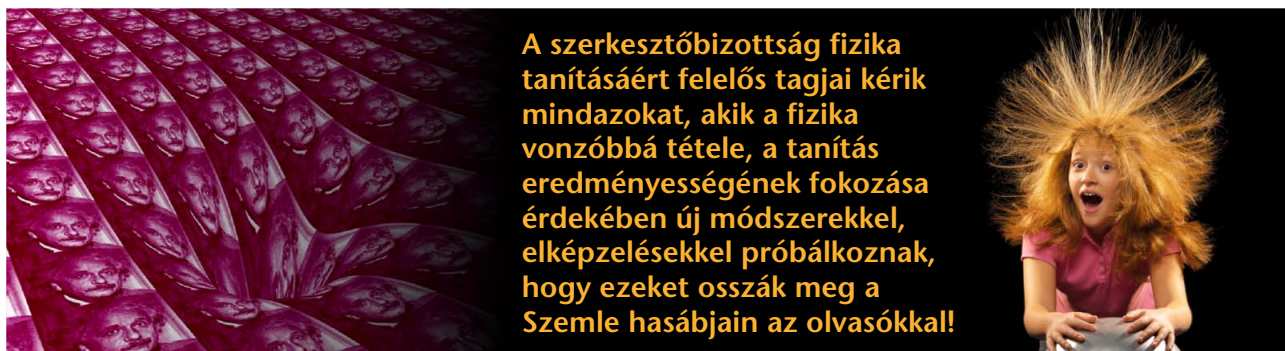 A szerkesztőbizottság fizika
tanításáért felelős tagjai kérik
mindazokat, akik a fizika
vonzóbbá tétele, a tanítás
eredményességének fokozása
érdekében új módszerekkel,
elképzelésekkel próbálkoznak,
hogy ezeket osszák meg a
Szemle hasábjain az olvasókkal!